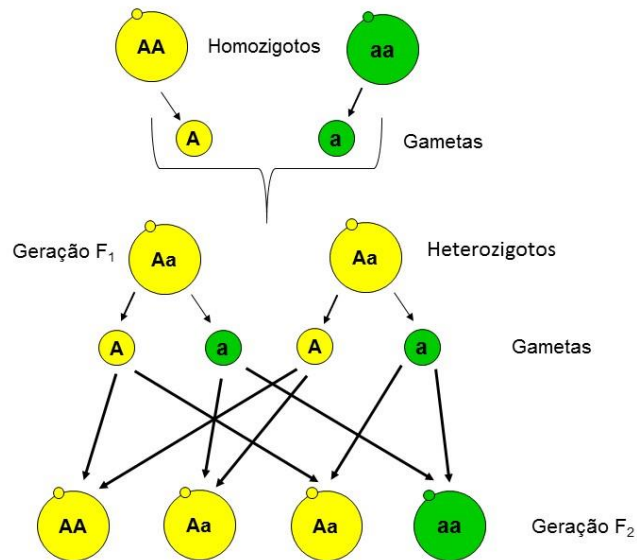 AA Homozigotos aa
A a Gametas
Geração F₁ Aa Aa Heterozigotos
A a A a Gametas
AA Aa Aa aa Geração F₂